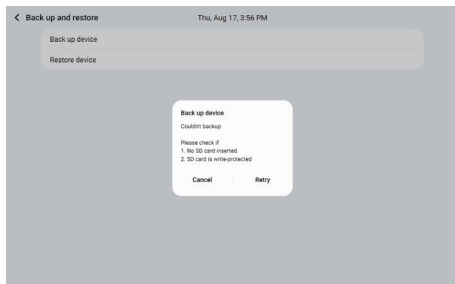 Back up and restore
Thu, Aug 17, 3:56 PM
Back up device
Restore device
Back up device
Couldn't backup
Please check if
1. No SD card inserted.
2. SD card is write-protected
Cancel
Retry